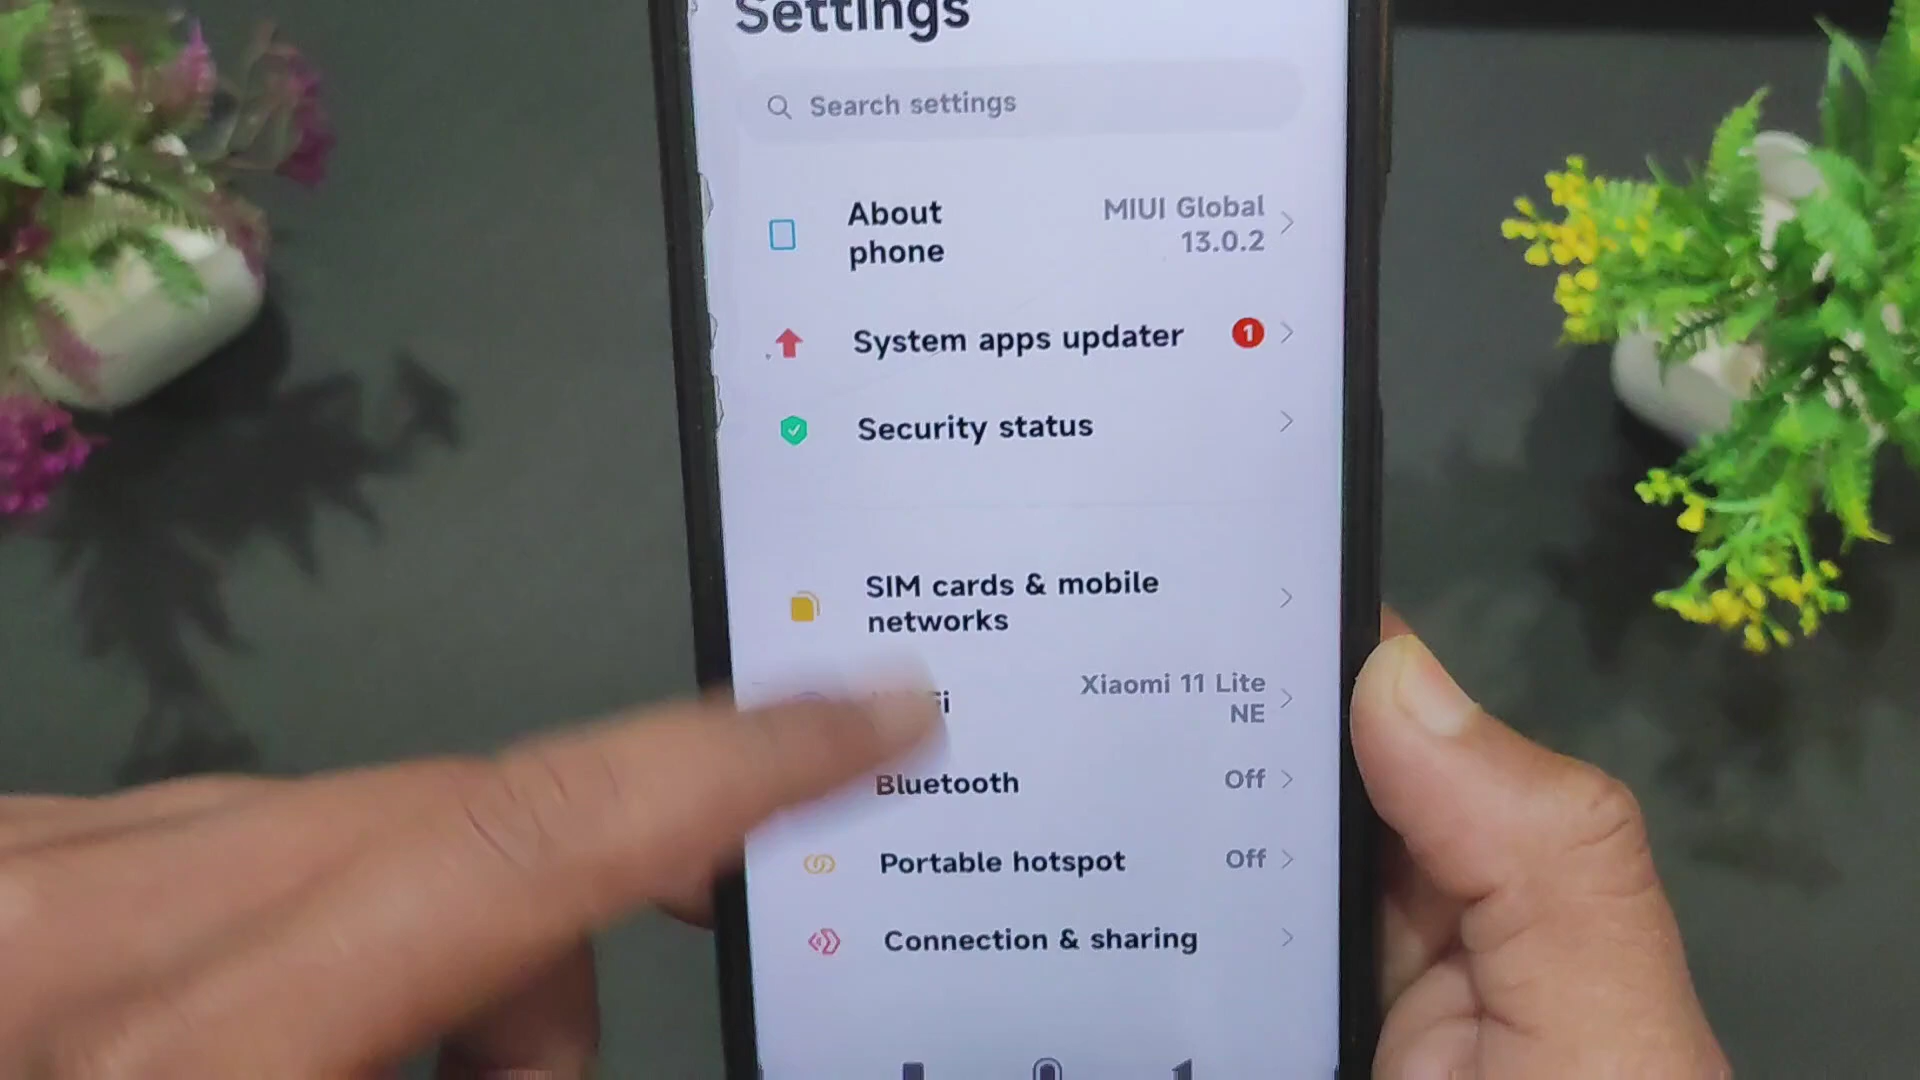 Settings
Search settings
About
phone
MIUI Global
13.0.2
System apps updater
1
Security status
SIM cards & mobile
networks
Xiaomi 11 Lite
NE
Bluetooth
Off
Portable hotspot
Off
Connection & sharing